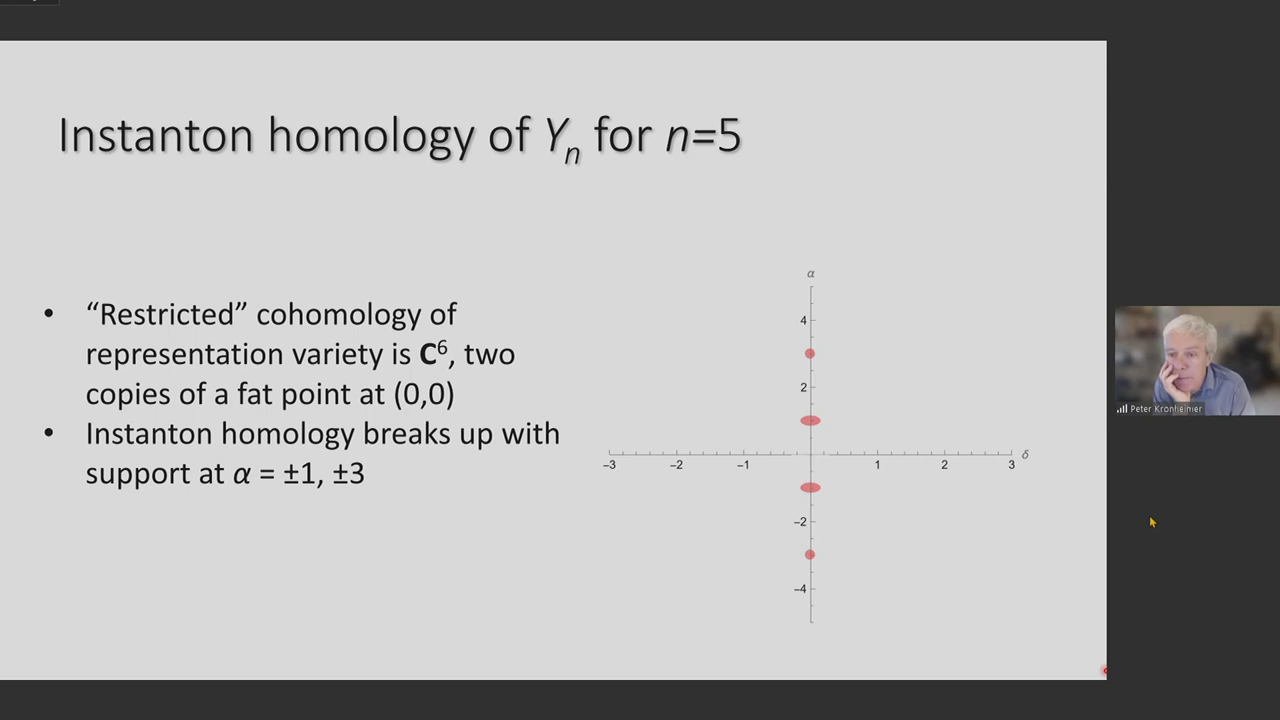 Instanton homology of Yn for n=5
• “Restricted” cohomology of
representation variety is C⁶, two
copies of a fat point at (0,0)
• Instanton homology breaks up with
support at α = ±1, ±3
α
4
2
−3 −2 −1 1 2 3 δ
−2
−4
Peter Kronheimer